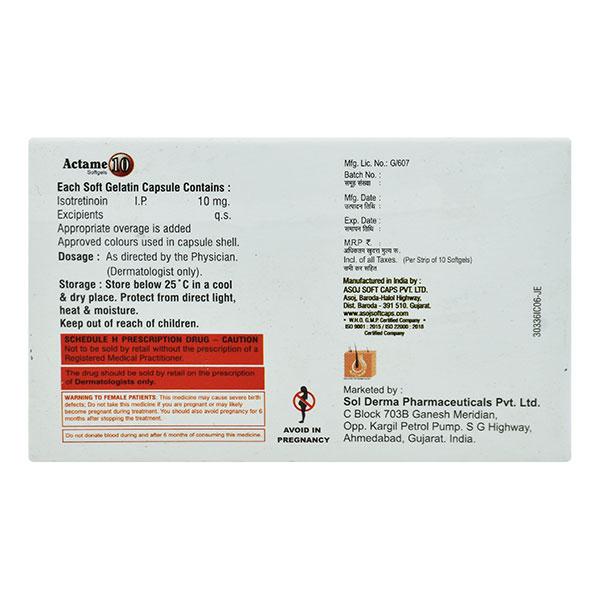 Actame 10
Softgels
Each Soft Gelatin Capsule Contains :
Isotretinoin I.P. 10 mg.
Excipients q.s.
Appropriate overage is added
Approved colours used in capsule shell.
Dosage : As directed by the Physician.
(Dermatologist only).
Storage : Store below 25˚C in a cool
& dry place. Protect from direct light,
heat & moisture.
Keep out of reach of children.
SCHEDULE H PRESCRIPTION DRUG – CAUTION
Not to be sold by retail without the prescription of a
Registered Medical Practitioner.
The drug should be sold by retail on the prescription
of Dermatologists only.
WARNING TO FEMALE PATIENTS: This medicine may cause severe birth
defects; Do not take this medicine if you are pregnant or may likely
become pregnant during treatment. You should also avoid pregnancy for 6
months after stopping the treatment.
Do not donate blood during and after 6 months of consuming this medicine.
AVOID IN
PREGNANCY
Mfg. Lic. No.: G/607
Batch No. :
समूह संख्या :
Mfg. Date :
उत्पादन तिथि :
Exp. Date :
समापन तिथि :
M.R.P ₹. :
अधिकतम खुदरा मूल्य रू.
Incl. of all Taxes. (Per Strip of 10 Softgels)
सभी कर सहित
Manufactured in India by :
ASOJ SOFT CAPS PVT. LTD.
Asoj, Baroda-Halol Highway,
Dist. Baroda - 391 510. Gujarat.
www.asojsoftcaps.com
• W.H.O. G.M.P. Certified Company •
ISO 9001 : 2015 / ISO 22000 : 2018
Certified Company
Marketed by :
Sol Derma Pharmaceuticals Pvt. Ltd.
C Block 703B Ganesh Meridian,
Opp. Kargil Petrol Pump. S G Highway,
Ahmedabad, Gujarat. India.
30336IC06-JE